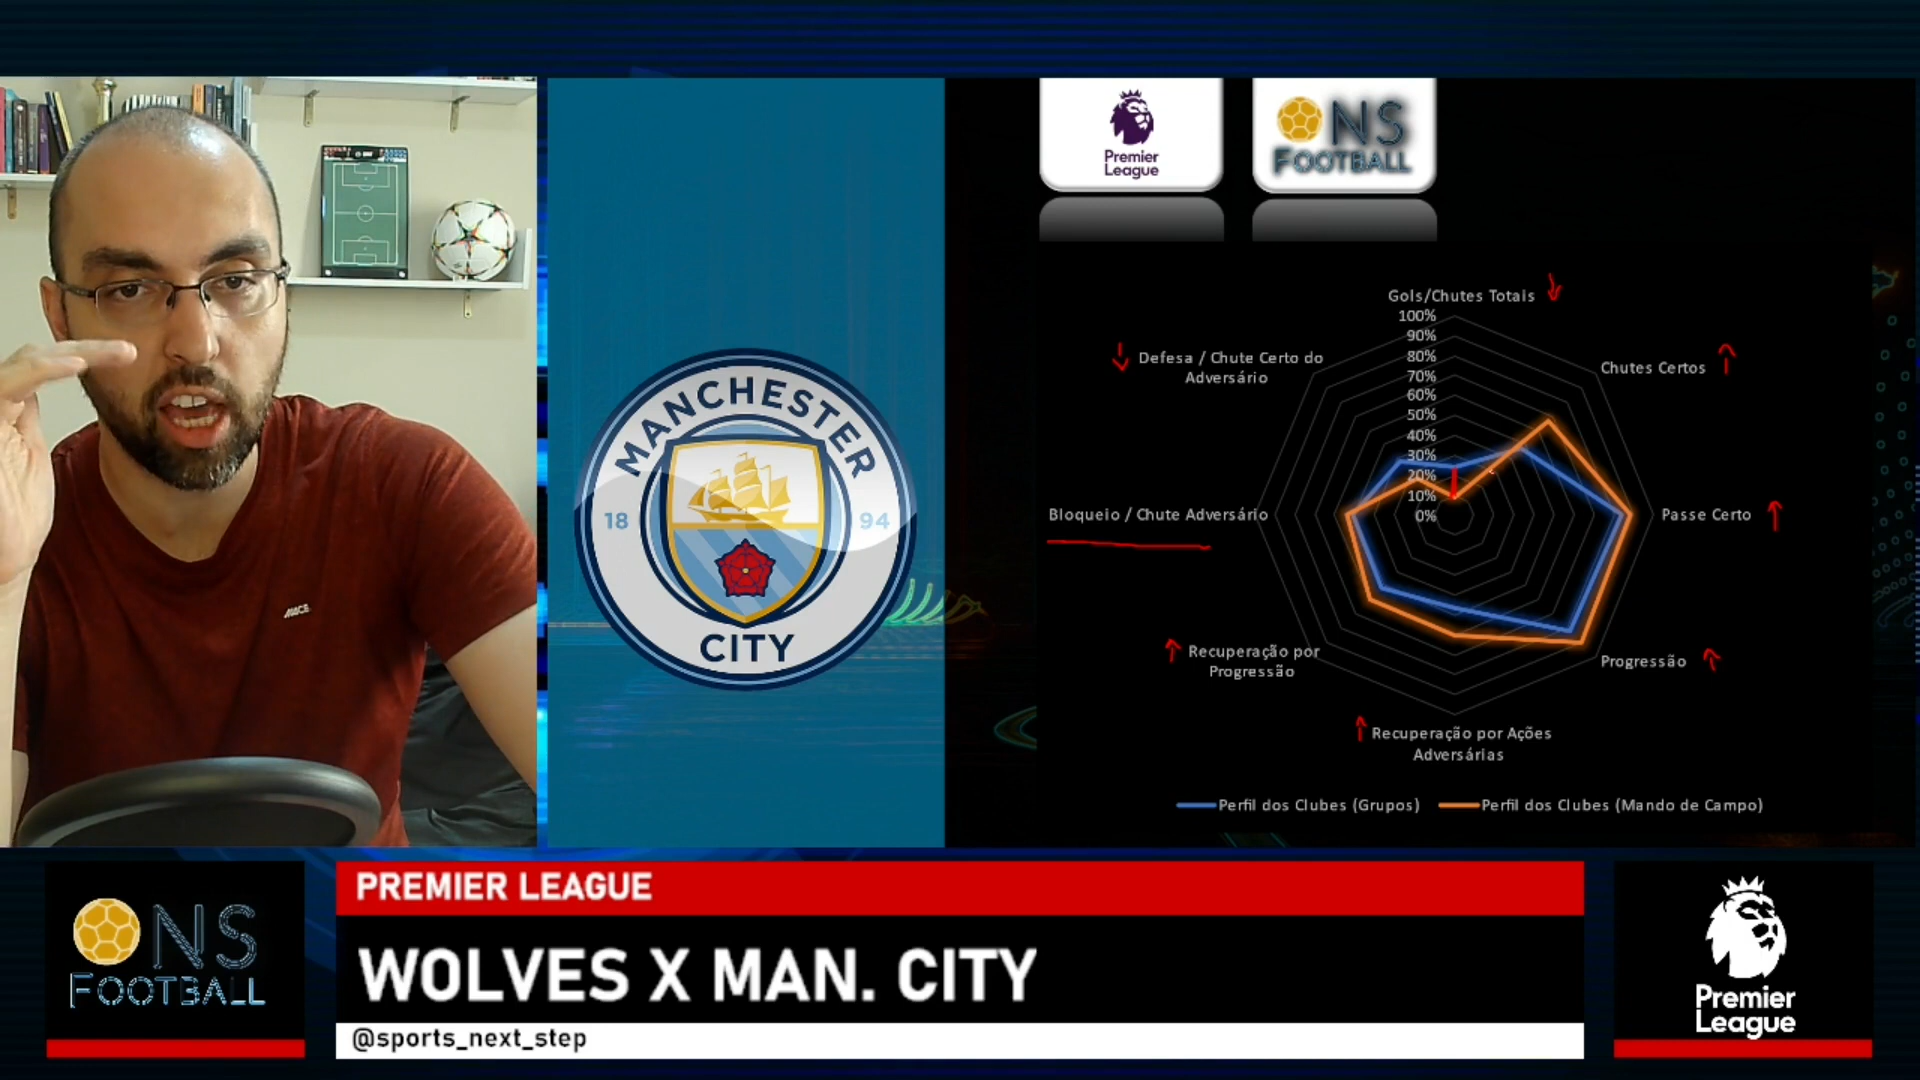 Premier
League
NS
FOOTBALL
MANCHESTER
18
94
CITY
Gols/Chutes Totais
100%
90%
80%
70%
60%
50%
40%
30%
20%
10%
0%
Chutes Certos
Passe Certo
Progressão
Recuperação por Ações
Adversárias
Recuperação por
Progressão
Bloqueio / Chute Adversário
Defesa / Chute Certo do
Adversário
Perfil dos Clubes (Grupos)
Perfil dos Clubes (Mando de Campo)
NS
FOOTBALL
PREMIER LEAGUE
WOLVES X MAN. CITY
@sports_next_step
Premier
League